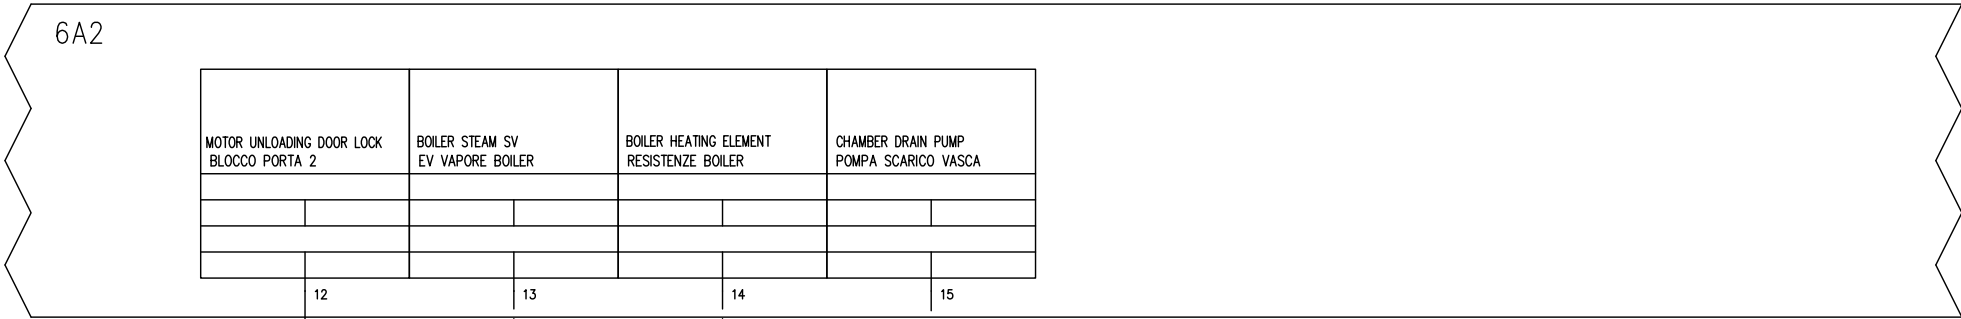 6A2
MOTOR UNLOADING DOOR LOCK
BLOCCO PORTA 2
BOILER STEAM SV
EV VAPORE BOILER
BOILER HEATING ELEMENT
RESISTENZE BOILER
CHAMBER DRAIN PUMP
POMPA SCARICO VASCA
12
13
14
15